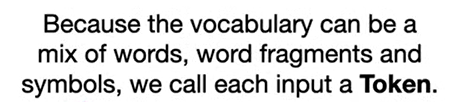 Because the vocabulary can be a
mix of words, word fragments and
symbols, we call each input a Token.